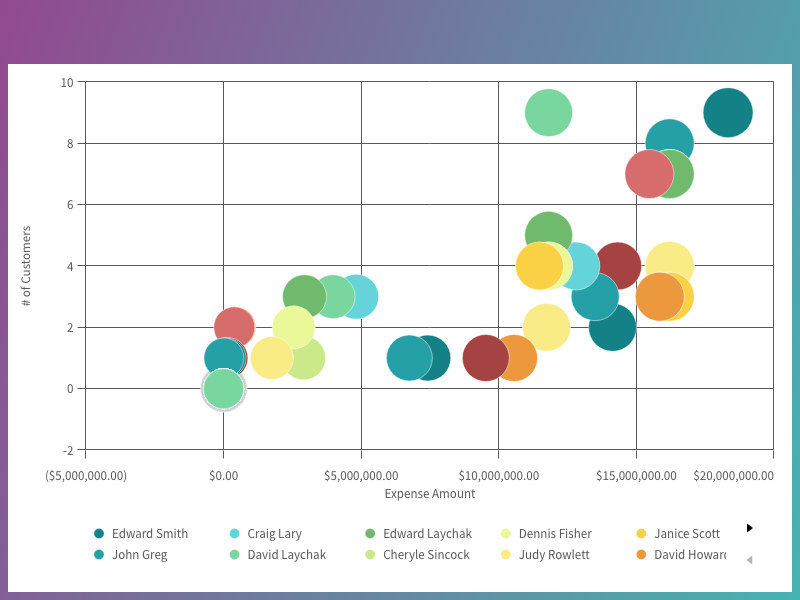 10
8
6
4
2
0
-2
# of Customers
($5,000,000.00) $0.00 $5,000,000.00 $10,000,000.00 $15,000,000.00 $20,000,000.00
Expense Amount
Edward Smith Craig Lary Edward Laychak Dennis Fisher Janice Scott
John Greg David Laychak Cheryle Sincock Judy Rowlett David Howard